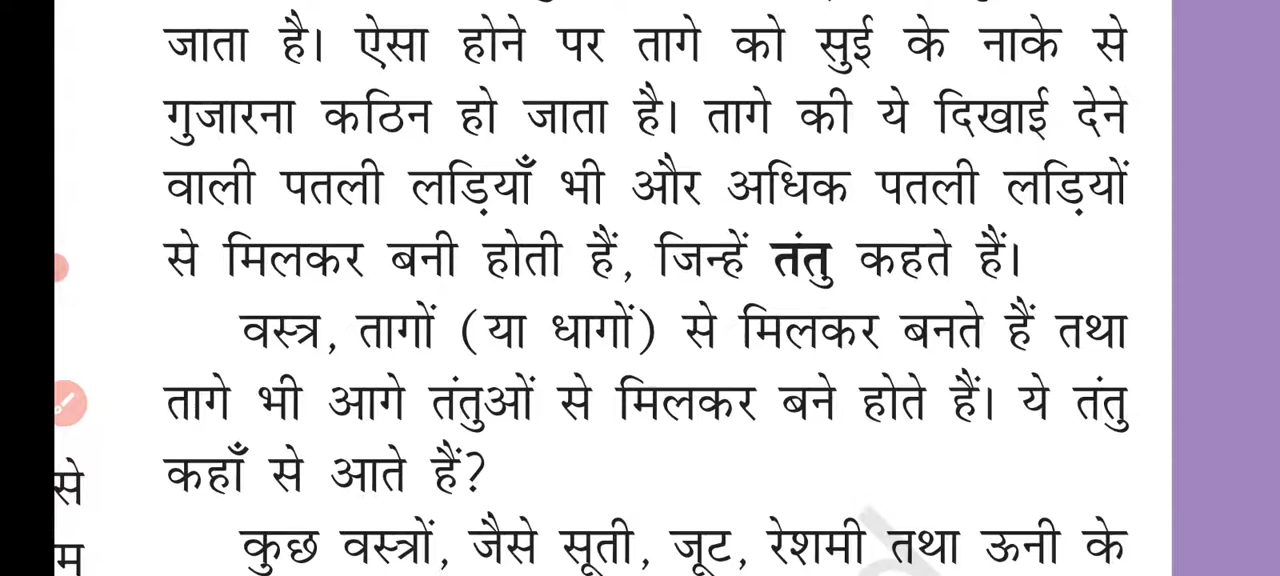 जाता है। ऐसा होने पर तागे को सुई के नाके से
गुजारना कठिन हो जाता है। तागे की ये दिखाई देने
वाली पतली लड़ियाँ भी और अधिक पतली लड़ियों
से मिलकर बनी होती हैं, जिन्हें तंतु कहते हैं।
वस्त्र, तागों (या धागों) से मिलकर बनते हैं तथा
तागे भी आगे तंतुओं से मिलकर बने होते हैं। ये तंतु
कहाँ से आते हैं?
कुछ वस्त्रों, जैसे सूती, जूट, रेशमी तथा ऊनी के
से
म